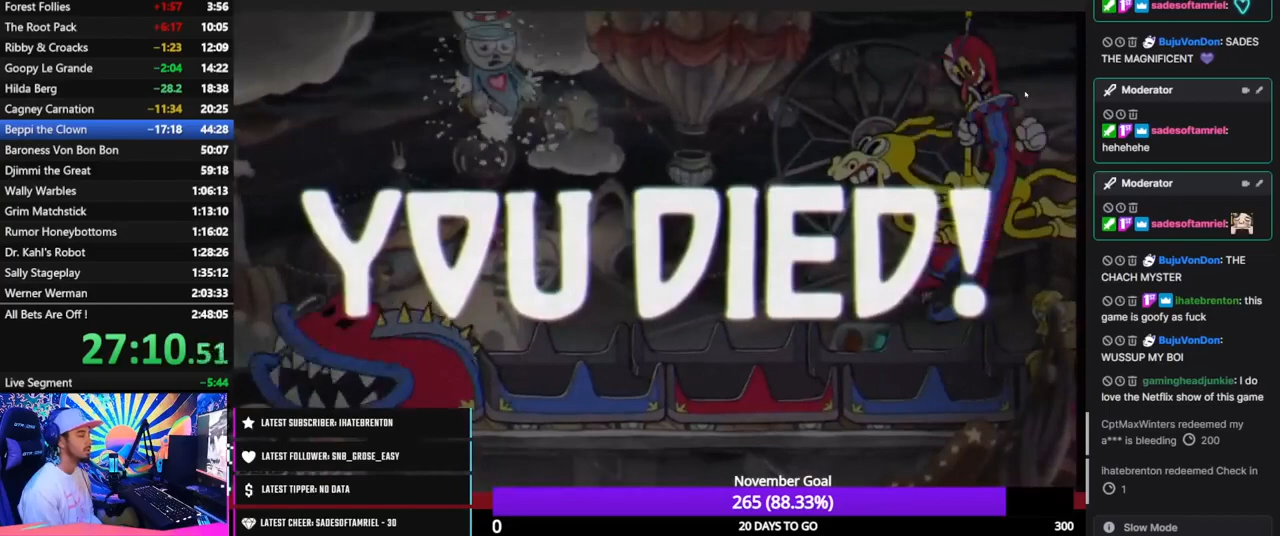 Forest Follies +1:57 3:56
The Root Pack +6:17 10:05
Ribby & Croacks −1:23 12:09
Goopy Le Grande −2:04 14:22
Hilda Berg −28.2 18:38
Cagney Carnation −11:34 20:25
Beppi the Clown −17:18 44:28
Baroness Von Bon Bon 50:07
Djimmi the Great 59:18
Wally Warbles 1:06:13
Grim Matchstick 1:13:10
Rumor Honeybottoms 1:16:02
Dr. Kahl's Robot 1:28:26
Sally Stageplay 1:35:12
Werner Werman 2:03:33
All Bets Are Off ! 2:48:05
27:10.51
Live Segment −5:44
YOU DIED!
LATEST SUBSCRIBER: IHATEBRENTON
LATEST FOLLOWER: SNB_GROSE_EASY
LATEST TIPPER: NO DATA
LATEST CHEER: SADESOFTAMRIEL - 30
November Goal
265 (88.33%)
0 20 DAYS TO GO 300
sadesoftamriel:
BujuVonDon: SADES
THE MAGNIFICENT
Moderator
sadesoftamriel:
hehehehe
Moderator
sadesoftamriel:
BujuVonDon: THE
CHACH MYSTER
ihatebrenton: this
game is goofy as fuck
BujuVonDon:
WUSSUP MY BOI
gamingheadjunkie: I do
love the Netflix show of this game
CptMaxWinters redeemed my
a*** is bleeding 200
ihatebrenton redeemed Check in
1
Slow Mode